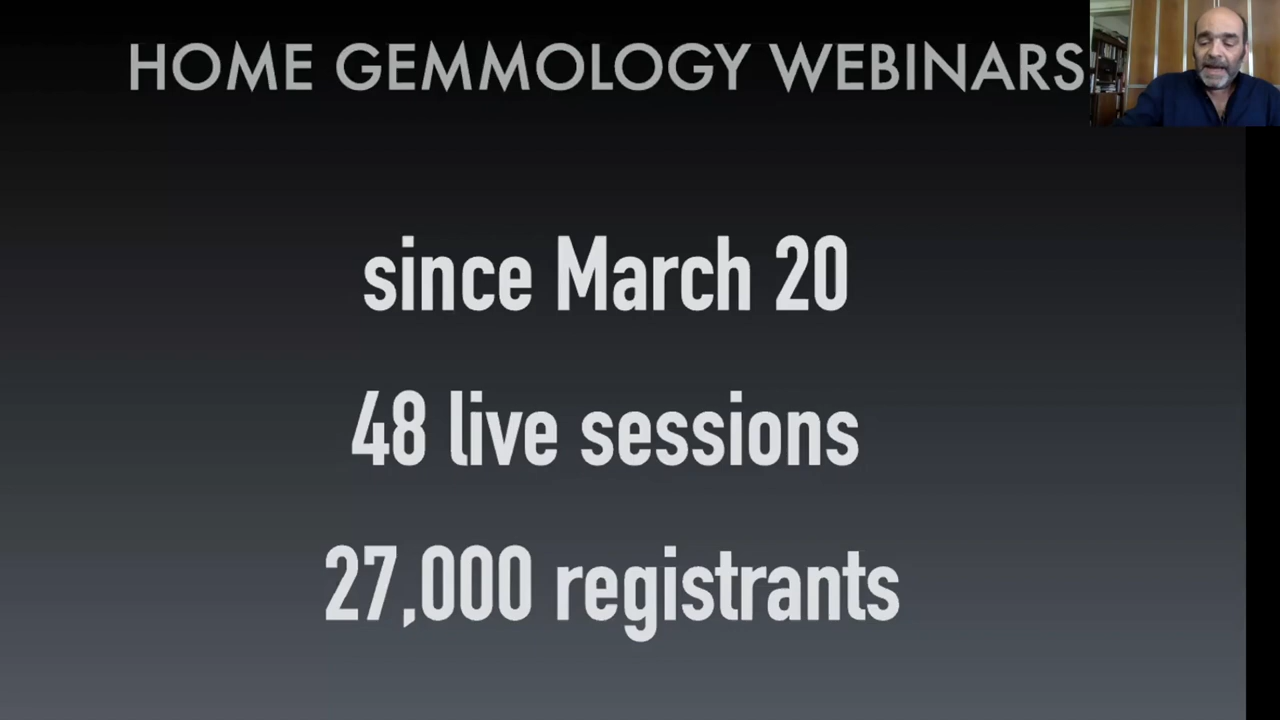 HOME GEMMOLOGY WEBINARS
since March 20
48 live sessions
27,000 registrants